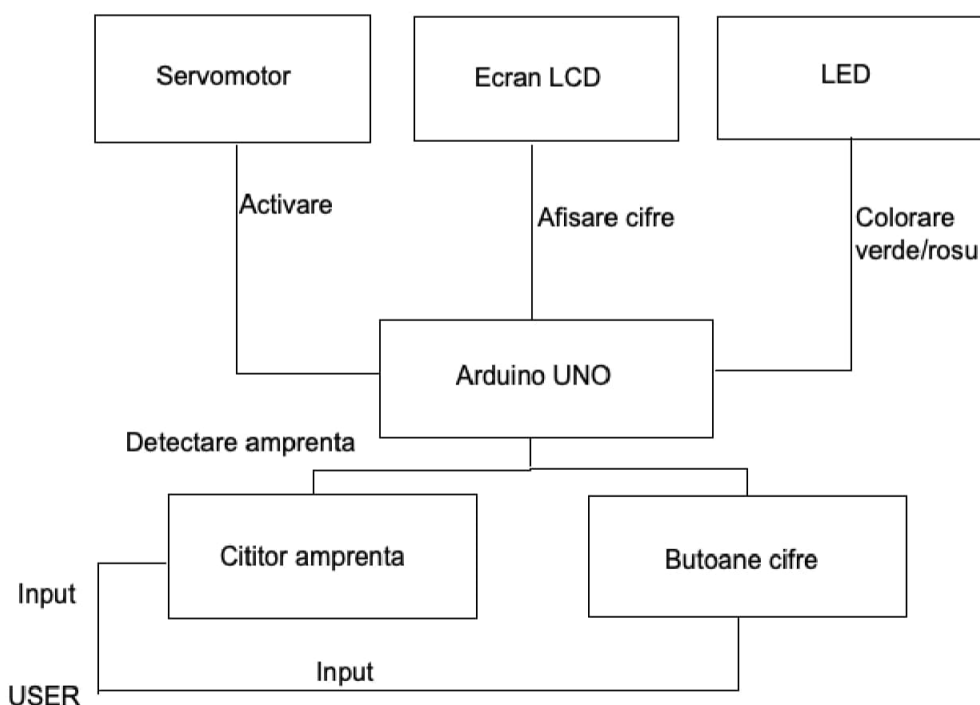 Servomotor
Ecran LCD
LED
Activare
Afisare cifre
Colorare
verde/rosu
Arduino UNO
Detectare amprenta
Cititor amprenta
Butoane cifre
Input
Input
USER